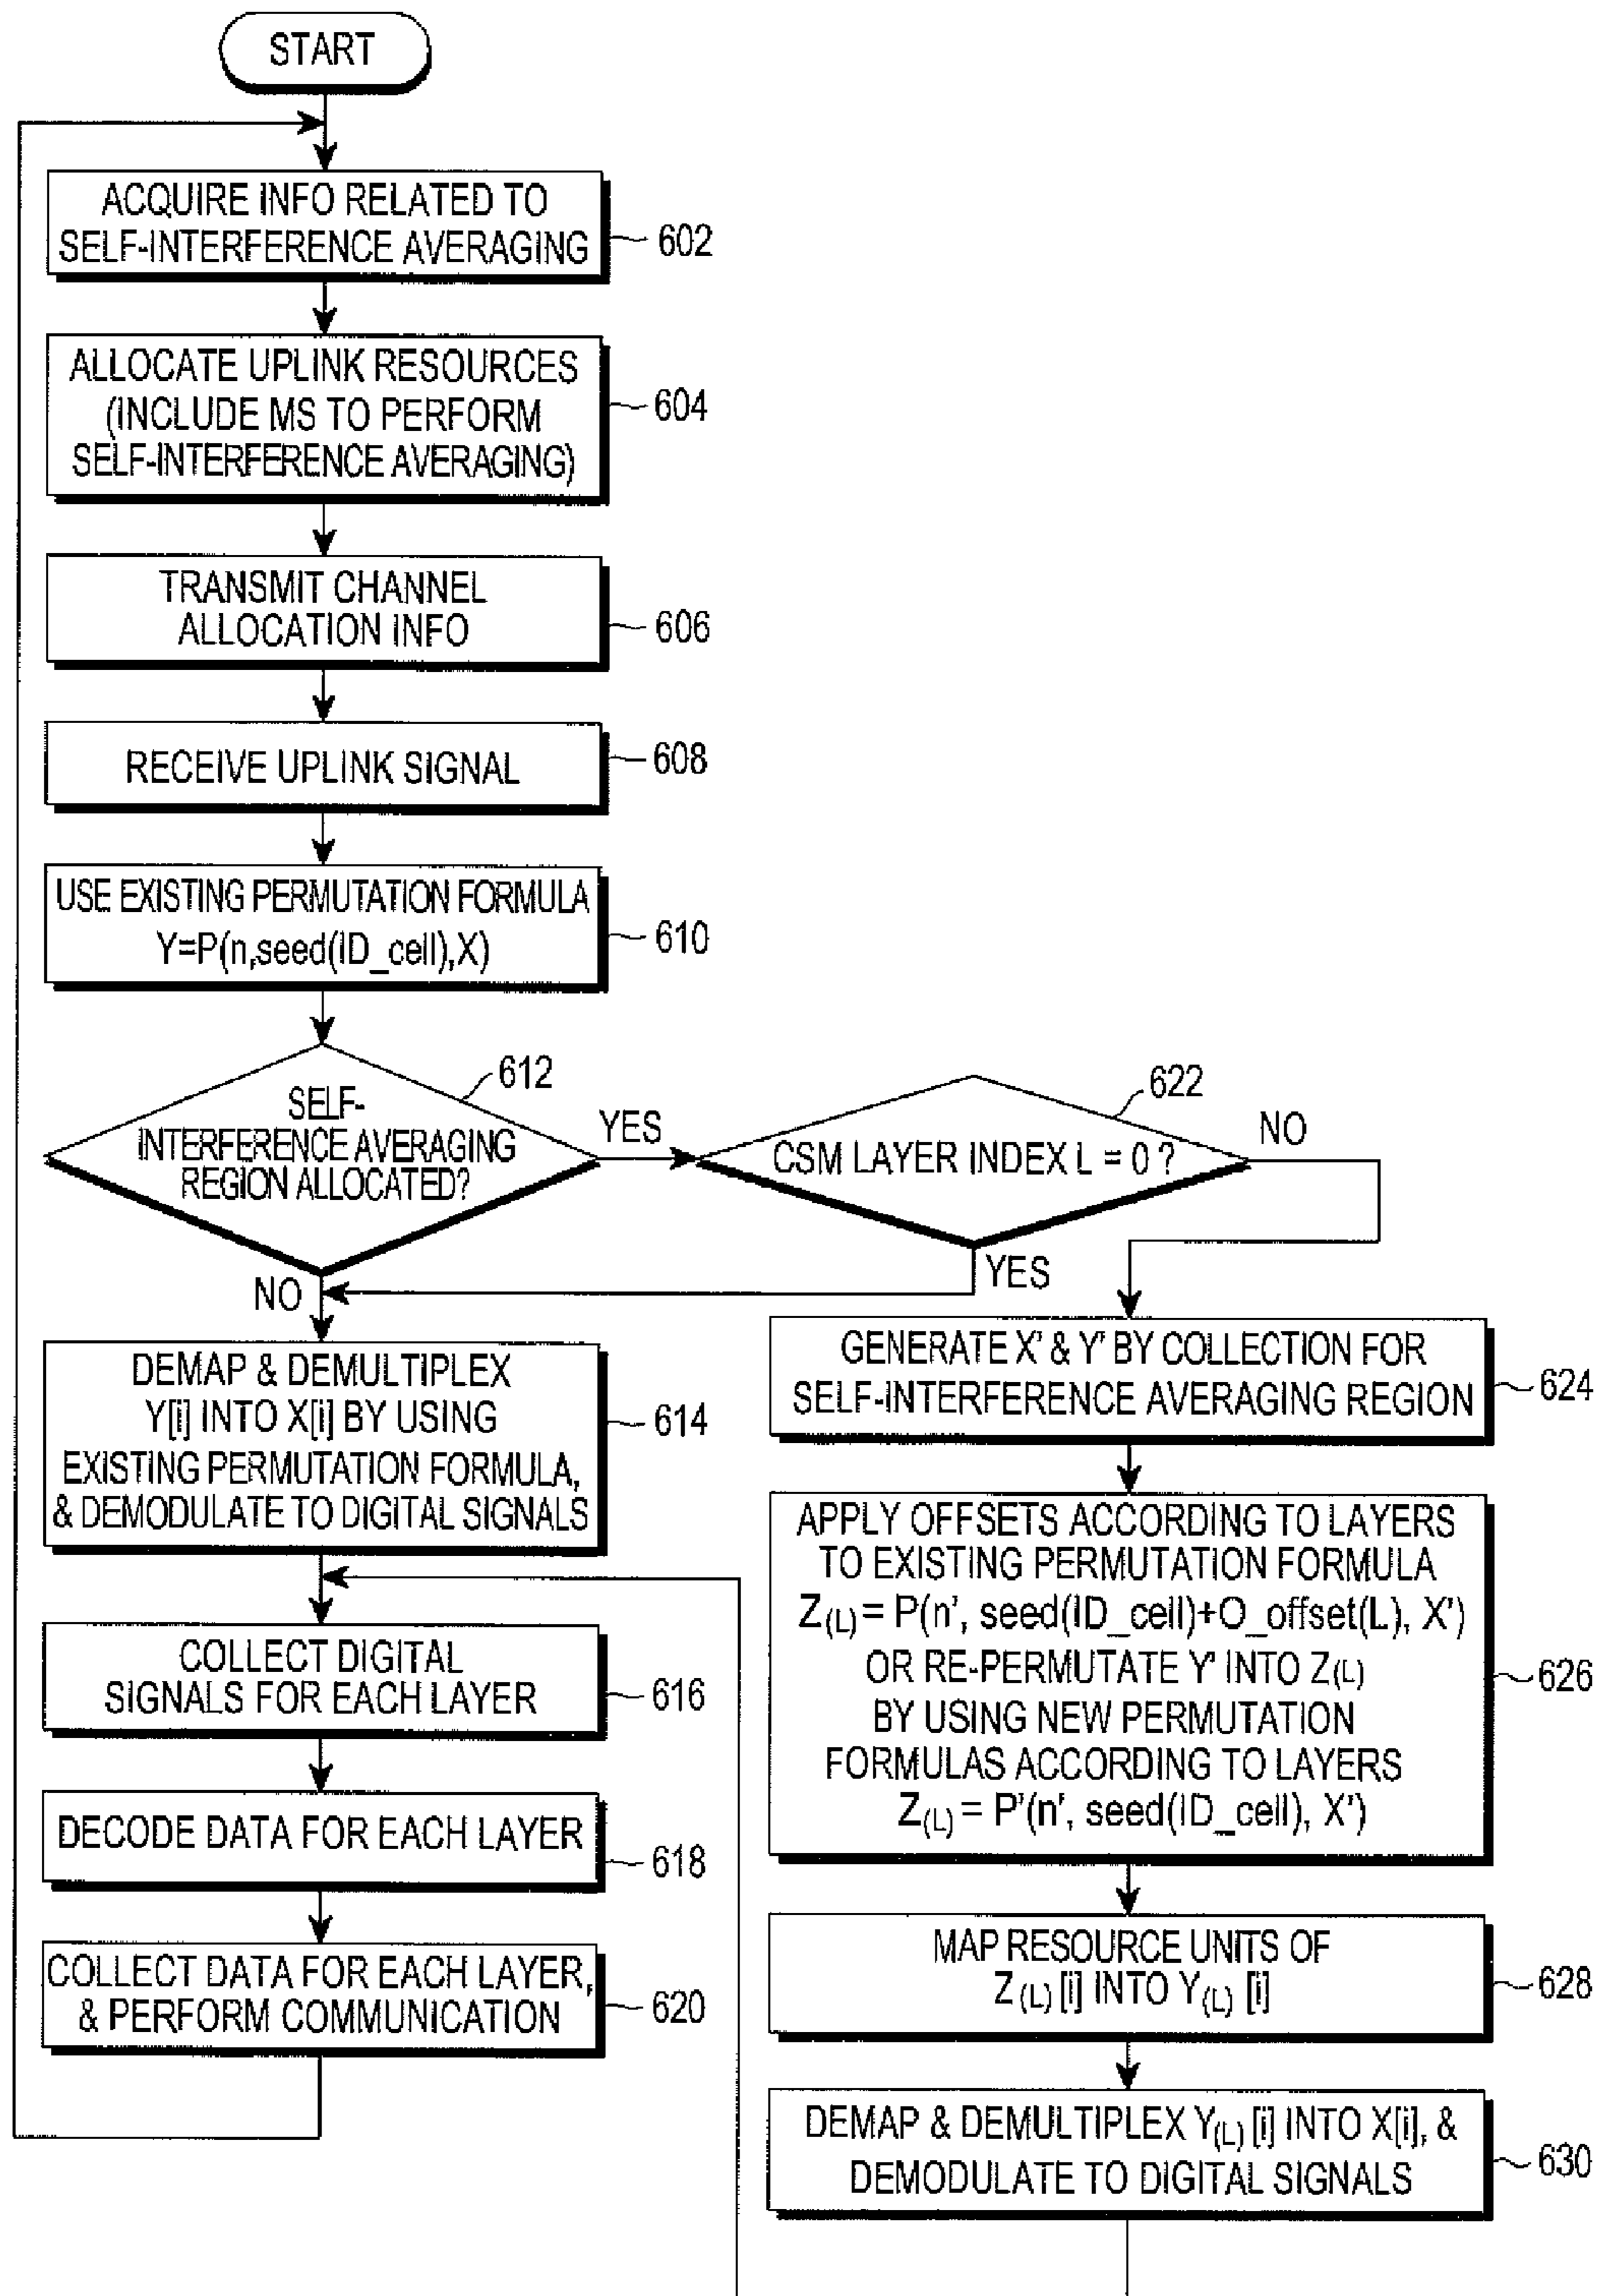 START
ACQUIRE INFO RELATED TO
SELF-INTERFERENCE AVERAGING
602
ALLOCATE UPLINK RESOURCES
(INCLUDE MS TO PERFORM
SELF-INTERFERENCE AVERAGING)
604
TRANSMIT CHANNEL
ALLOCATION INFO
606
RECEIVE UPLINK SIGNAL
608
USE EXISTING PERMUTATION FORMULA
Y=P(n,seed(ID_cell),X)
610
SELF-
INTERFERENCE AVERAGING
REGION ALLOCATED?
612
YES
NO
CSM LAYER INDEX L = 0 ?
622
NO
YES
DEMAP & DEMULTIPLEX
Y[i] INTO X[i] BY USING
EXISTING PERMUTATION FORMULA,
& DEMODULATE TO DIGITAL SIGNALS
614
COLLECT DIGITAL
SIGNALS FOR EACH LAYER
616
DECODE DATA FOR EACH LAYER
618
COLLECT DATA FOR EACH LAYER,
& PERFORM COMMUNICATION
620
GENERATE X' & Y' BY COLLECTION FOR
SELF-INTERFERENCE AVERAGING REGION
624
APPLY OFFSETS ACCORDING TO LAYERS
TO EXISTING PERMUTATION FORMULA
Z(L) = P(n', seed(ID_cell)+O_offset(L), X')
OR RE-PERMUTATE Y' INTO Z(L)
BY USING NEW PERMUTATION
FORMULAS ACCORDING TO LAYERS
Z(L) = P'(n', seed(ID_cell), X')
626
MAP RESOURCE UNITS OF
Z(L) [i] INTO Y(L) [i]
628
DEMAP & DEMULTIPLEX Y(L) [i] INTO X[i], &
DEMODULATE TO DIGITAL SIGNALS
630